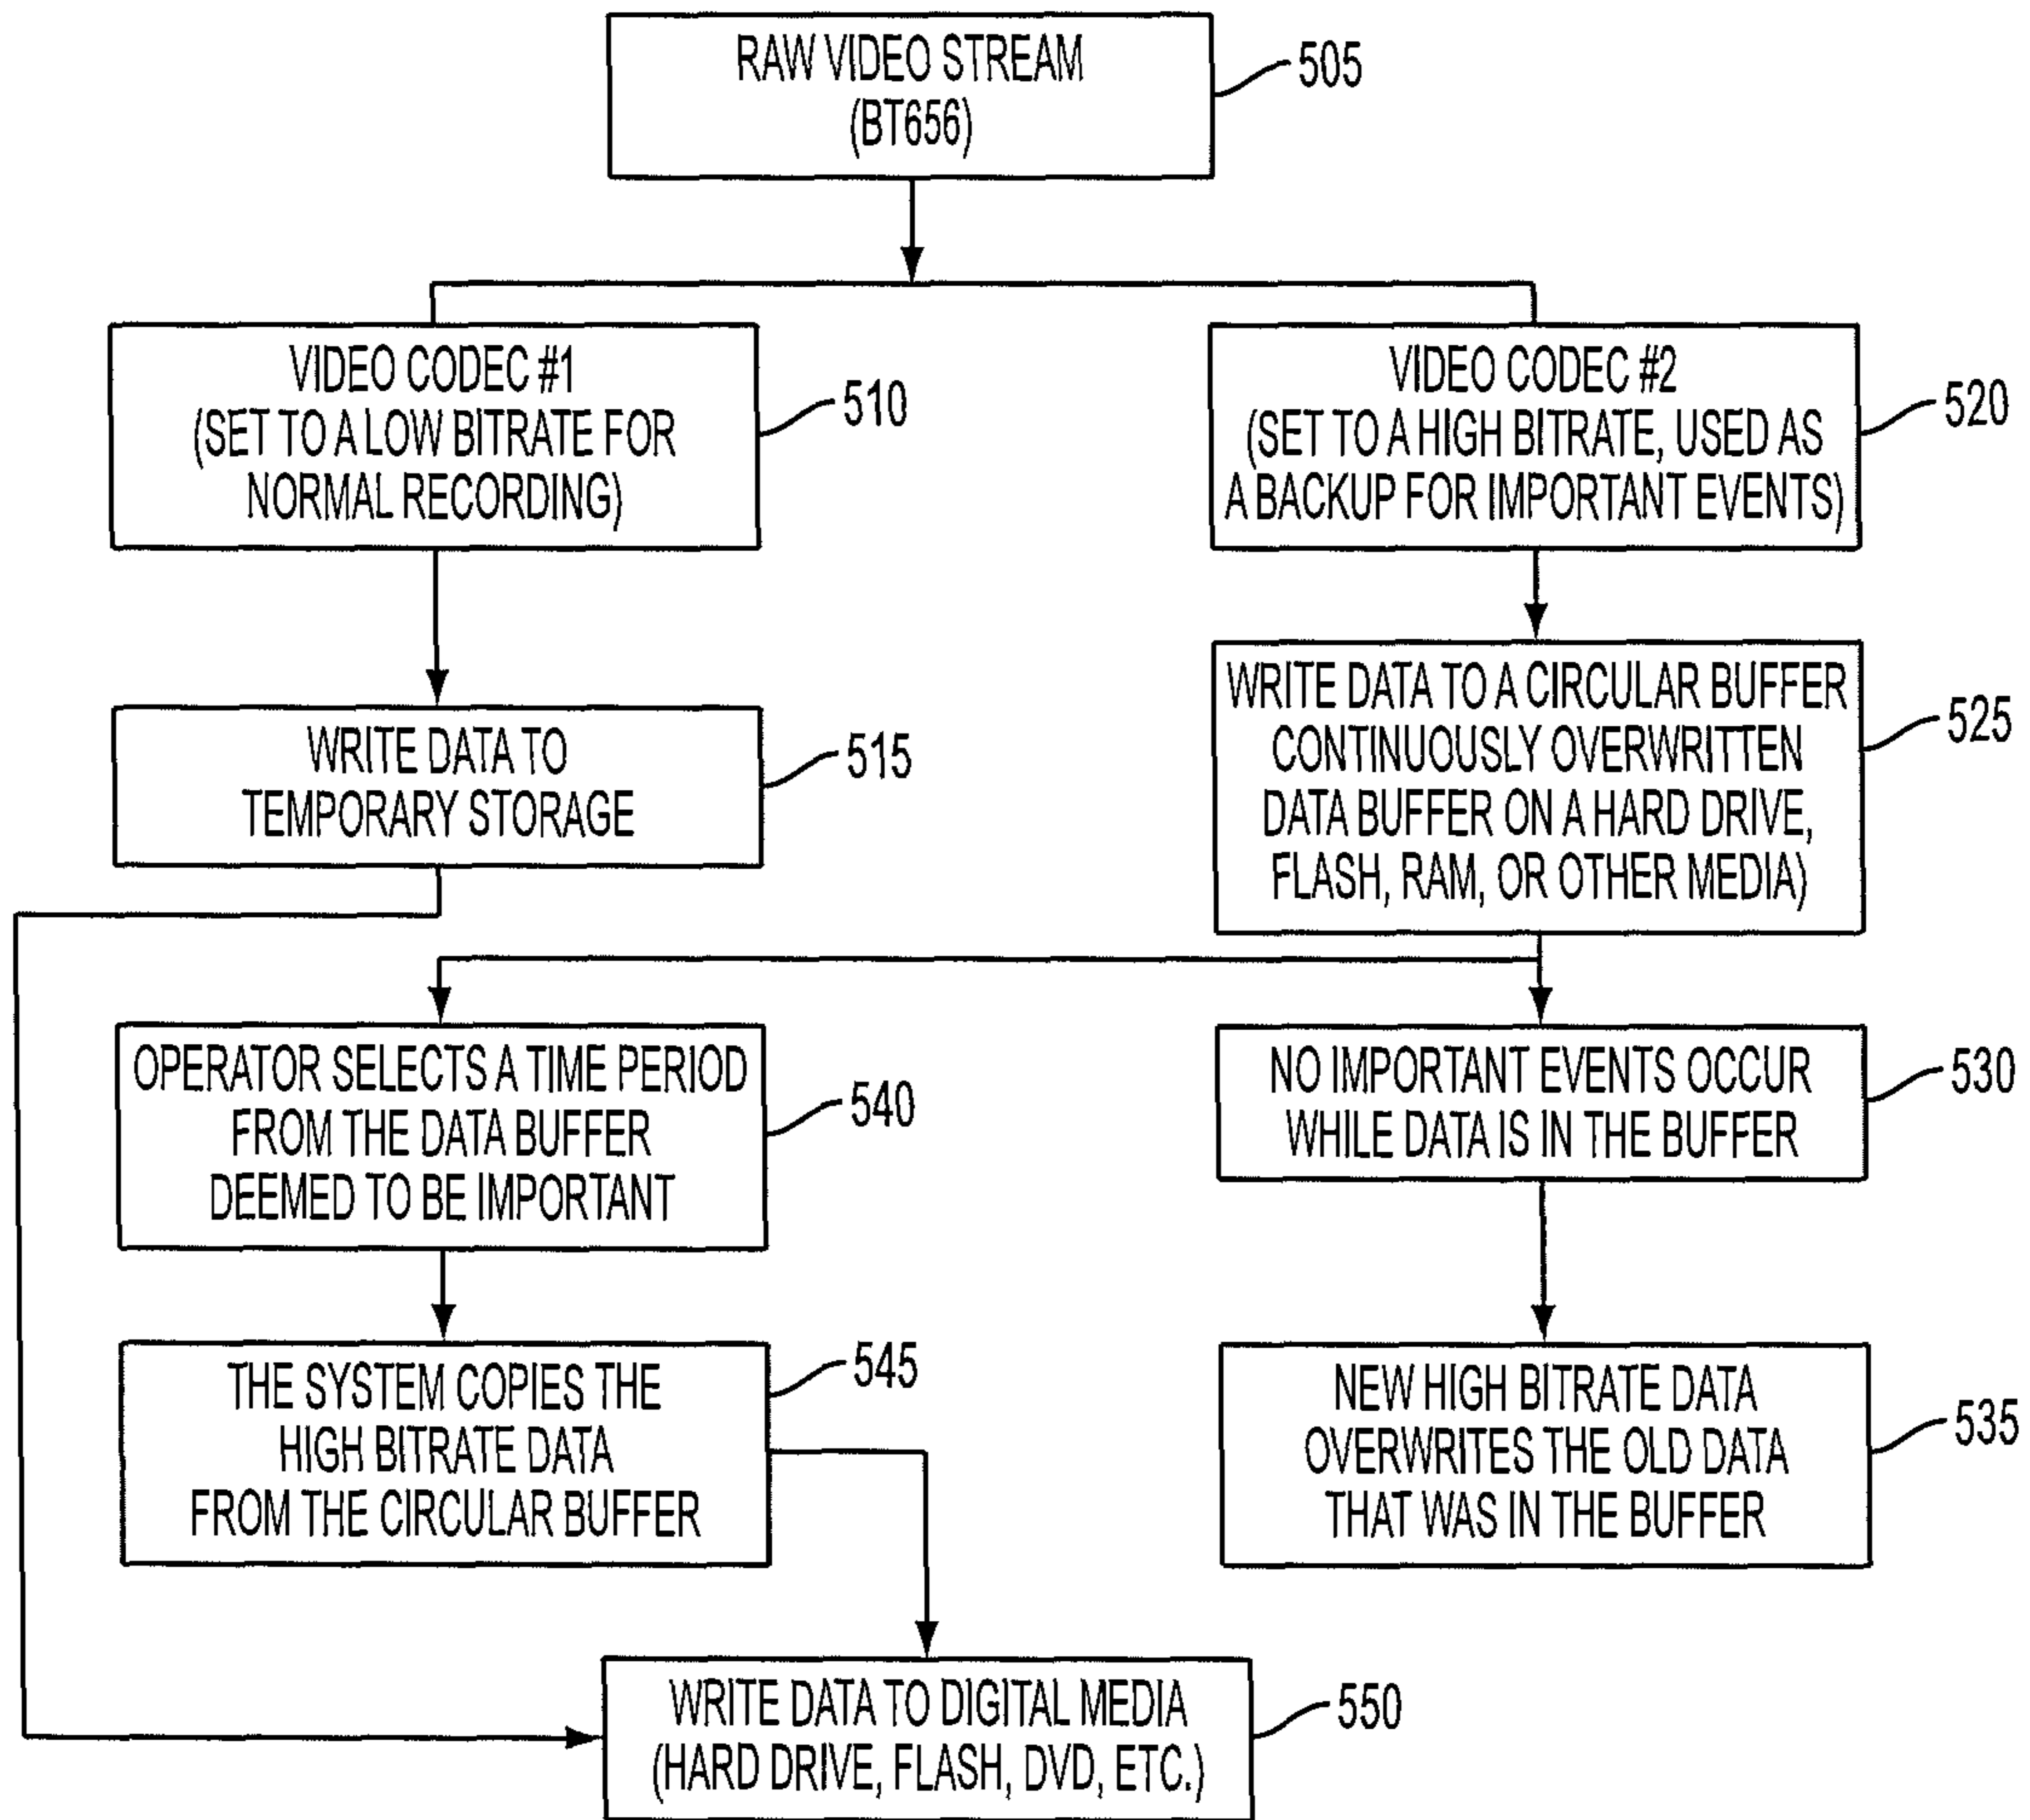 RAW VIDEO STREAM
(BT656)
505
VIDEO CODEC #1
(SET TO A LOW BITRATE FOR
NORMAL RECORDING)
510
VIDEO CODEC #2
(SET TO A HIGH BITRATE, USED AS
A BACKUP FOR IMPORTANT EVENTS)
520
WRITE DATA TO
TEMPORARY STORAGE
515
WRITE DATA TO A CIRCULAR BUFFER
CONTINUOUSLY OVERWRITTEN
DATA BUFFER ON A HARD DRIVE,
FLASH, RAM, OR OTHER MEDIA)
525
OPERATOR SELECTS A TIME PERIOD
FROM THE DATA BUFFER
DEEMED TO BE IMPORTANT
540
NO IMPORTANT EVENTS OCCUR
WHILE DATA IS IN THE BUFFER
530
THE SYSTEM COPIES THE
HIGH BITRATE DATA
FROM THE CIRCULAR BUFFER
545
NEW HIGH BITRATE DATA
OVERWRITES THE OLD DATA
THAT WAS IN THE BUFFER
535
WRITE DATA TO DIGITAL MEDIA
(HARD DRIVE, FLASH, DVD, ETC.)
550